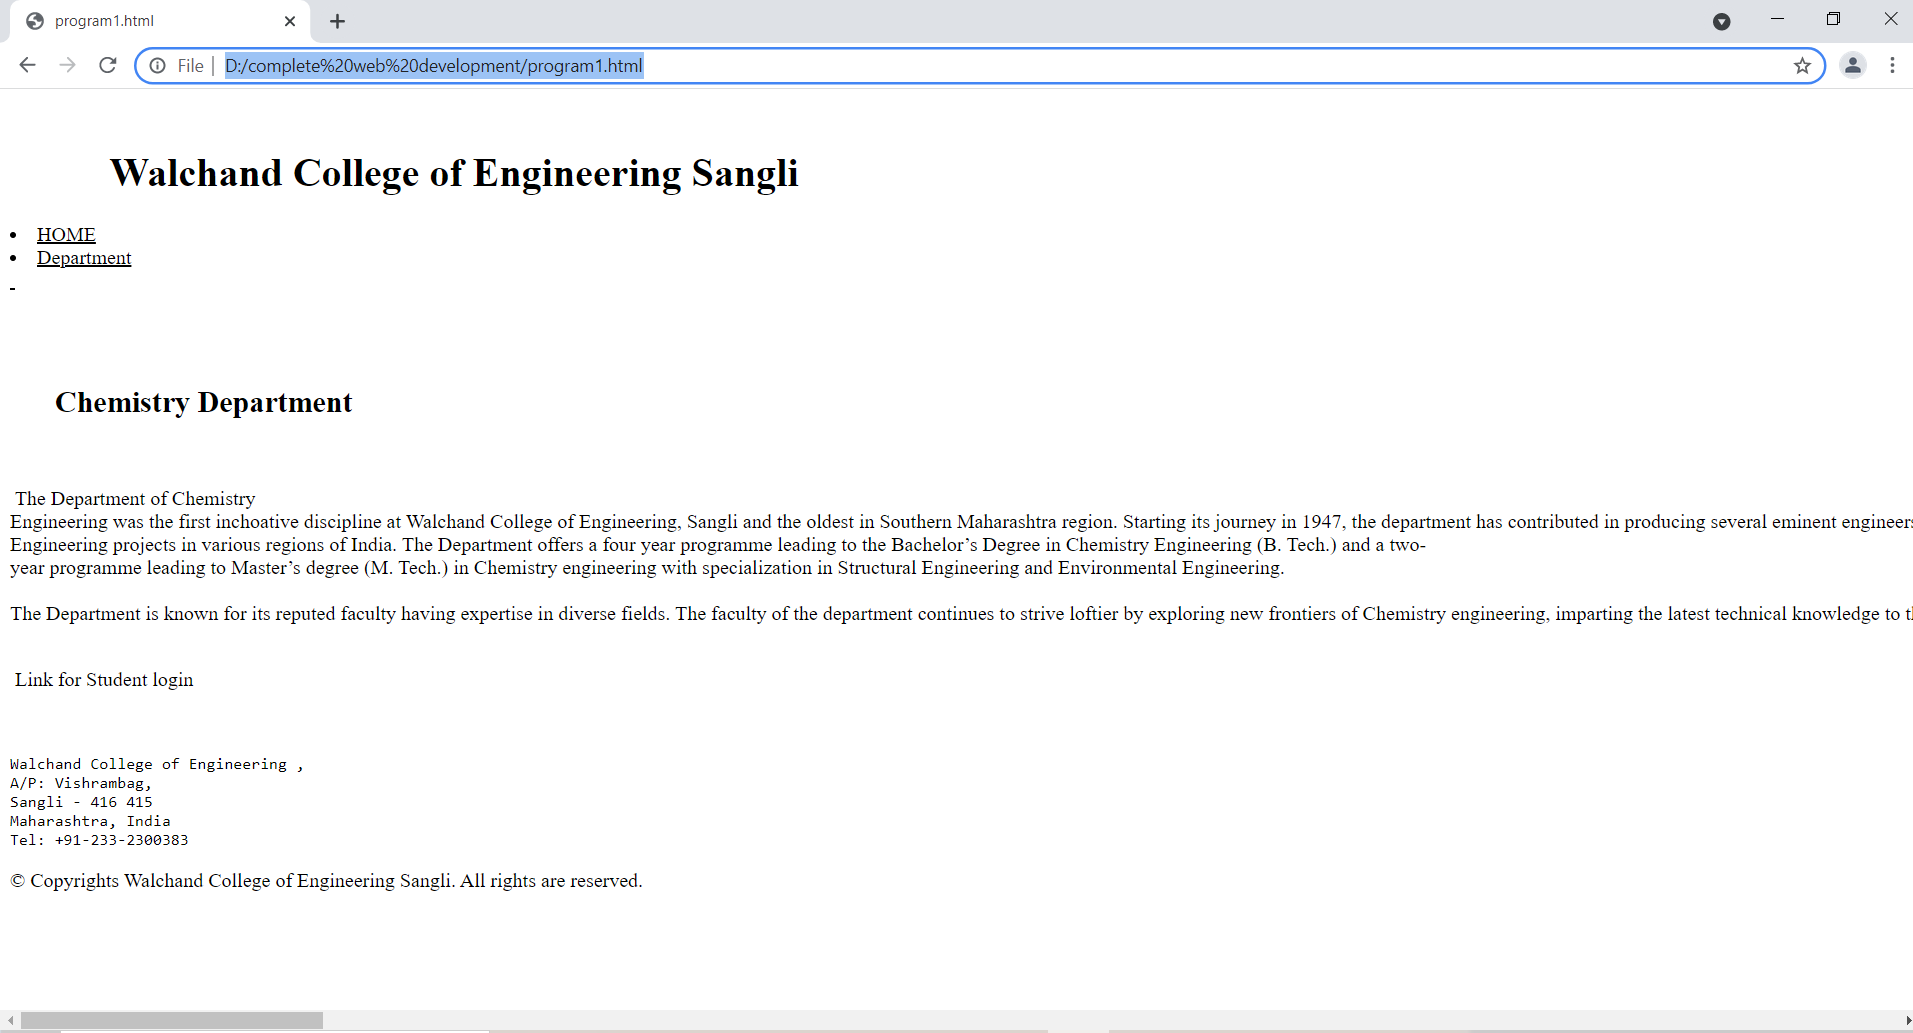 program1.html
File | D:/complete%20web%20development/program1.html
Walchand College of Engineering Sangli
• HOME
• Department
-
Chemistry Department
The Department of Chemistry
Engineering was the first inchoative discipline at Walchand College of Engineering, Sangli and the oldest in Southern Maharashtra region. Starting its journey in 1947, the department has contributed in producing several eminent engineers
Engineering projects in various regions of India. The Department offers a four year programme leading to the Bachelor’s Degree in Chemistry Engineering (B. Tech.) and a two-
year programme leading to Master’s degree (M. Tech.) in Chemistry engineering with specialization in Structural Engineering and Environmental Engineering.
The Department is known for its reputed faculty having expertise in diverse fields. The faculty of the department continues to strive loftier by exploring new frontiers of Chemistry engineering, imparting the latest technical knowledge to
Link for Student login
Walchand College of Engineering ,
A/P: Vishrambag,
Sangli - 416 415
Maharashtra, India
Tel: +91-233-2300383
© Copyrights Walchand College of Engineering Sangli. All rights are reserved.